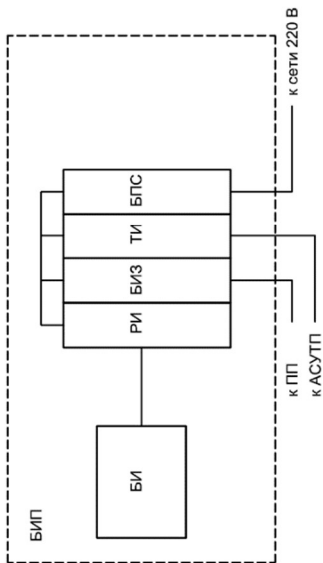 БИП
БИ
РИ
БИЗ
ТИ
БПС
к ПП
к АСУТП
к сети 220 В